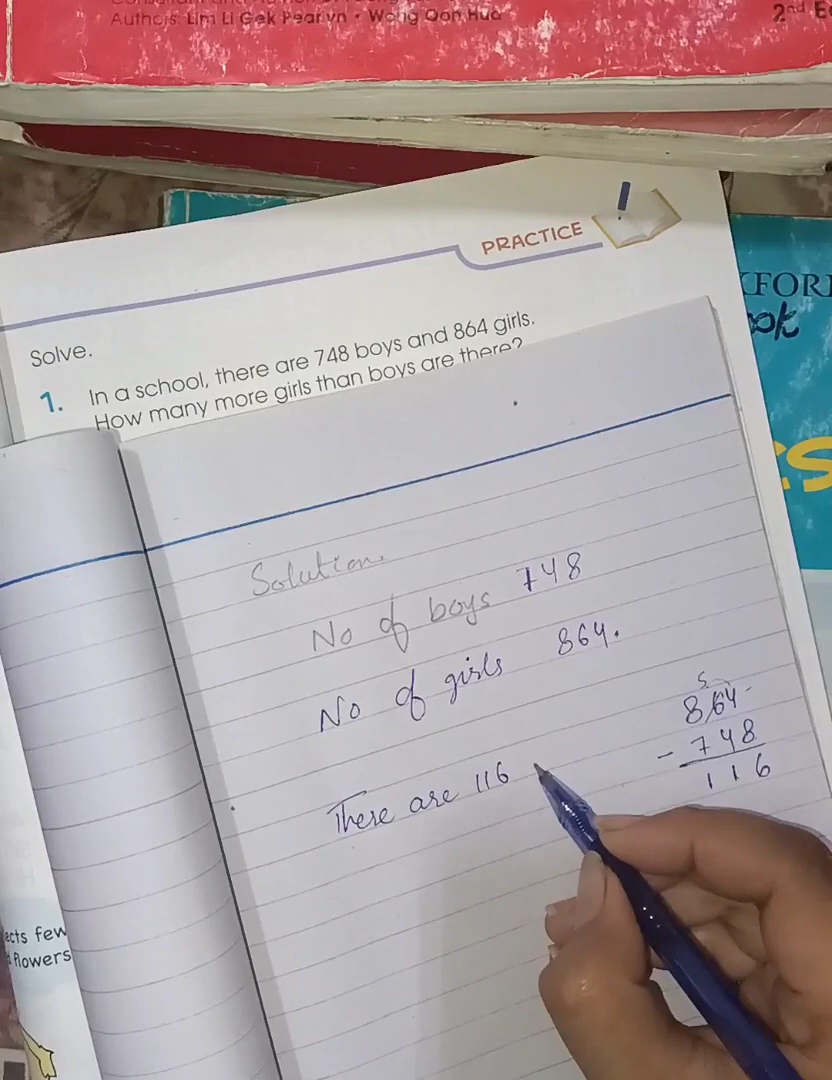 Authors Lim Li Gek Pearlyn • Wong Oon Hua
2nd
PRACTICE
Solve.
1. In a school, there are 748 boys and 864 girls.
How many more girls than boys are there?
Solution.
No of boys 748
No of girls 864.
There are 116
5
864
- 748
116
ects few
flowers